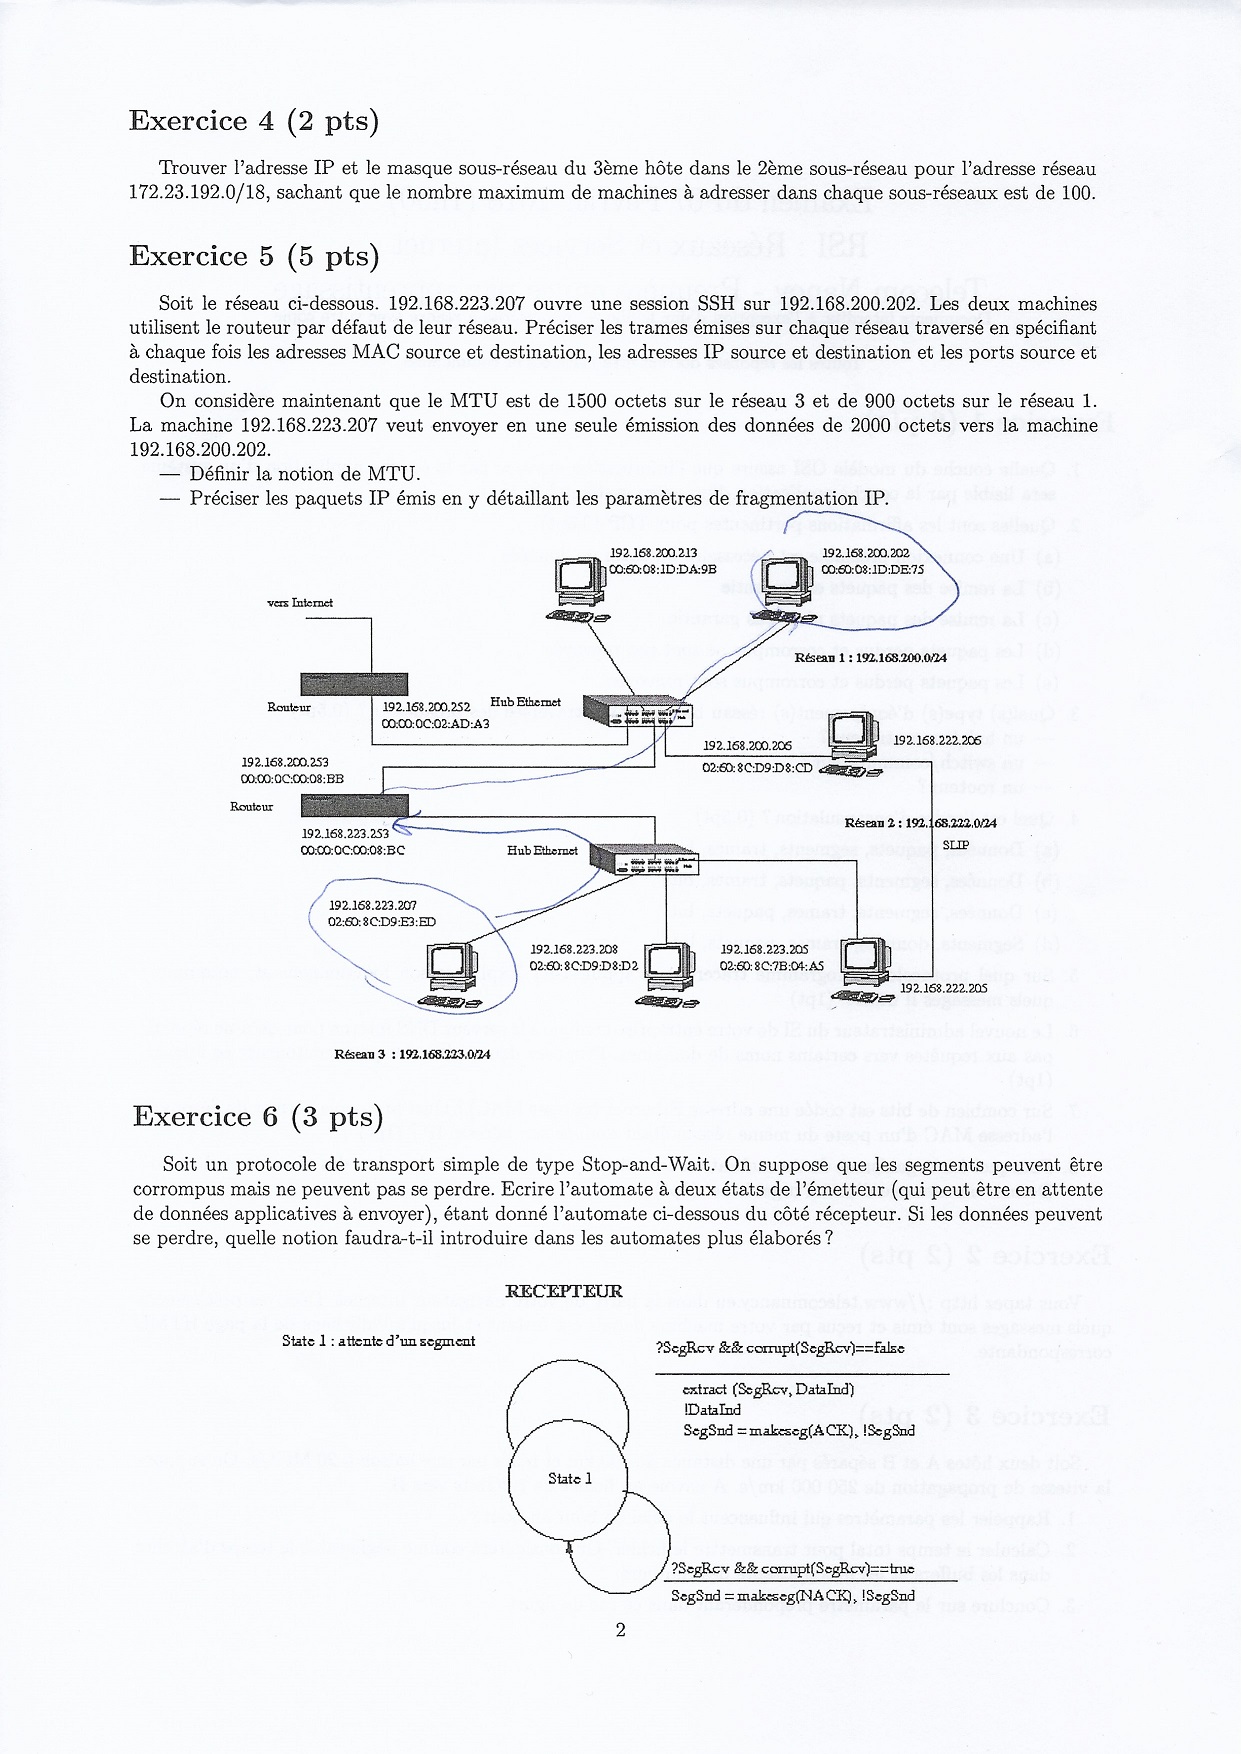 Exercice 4 (2 pts)
Trouver l'adresse IP et le masque sous-réseau du 3ème hôte dans le 2ème sous-réseau pour l'adresse réseau
172.23.192.0/18, sachant que le nombre maximum de machines à adresser dans chaque sous-réseaux est de 100.
Exercice 5 (5 pts)
Soit le réseau ci-dessous. 192.168.223.207 ouvre une session SSH sur 192.168.200.202. Les deux machines
utilisent le routeur par défaut de leur réseau. Préciser les trames émises sur chaque réseau traversé en spécifiant
à chaque fois les adresses MAC source et destination, les adresses IP source et destination et les ports source et
destination.
On considère maintenant que le MTU est de 1500 octets sur le réseau 3 et de 900 octets sur le réseau 1.
La machine 192.168.223.207 veut envoyer en une seule émission des données de 2000 octets vers la machine
192.168.200.202.
— Définir la notion de MTU.
— Préciser les paquets IP émis en y détaillant les paramètres de fragmentation IP.
192.168.200.213
00:60:08:1D:DA:9B
192.168.200.202
00:60:08:1D:DE:75
vers Internet
Réseau 1 : 192.168.200.0/24
Routeur
192.168.200.252
00:00:0C:02:AD:A3
Hub Ethernet
192.168.200.206
02:60:8C:D9:D8:CD
192.168.222.206
192.168.200.253
00:00:0C:00:08:BB
Routeur
192.168.223.253
00:00:0C:00:08:BC
Hub Ethernet
Hub
Hub
Réseau 2 : 192.168.222.0/24
SLIP
192.168.223.207
02:60:8C:D9:E3:ED
192.168.223.208
02:60:8C:D9:D8:D2
192.168.223.205
02:60:8C:7B:04:A5
192.168.222.205
Réseau 3 : 192.168.223.0/24
Exercice 6 (3 pts)
Soit un protocole de transport simple de type Stop-and-Wait. On suppose que les segments peuvent être
corrompus mais ne peuvent pas se perdre. Ecrire l'automate à deux états de l'émetteur (qui peut être en attente
de données applicatives à envoyer), étant donné l'automate ci-dessous du côté récepteur. Si les données peuvent
se perdre, quelle notion faudra-t-il introduire dans les automates plus élaborés ?
RECEPTEUR
State 1 : attente d'un segment
?SegRcv && corrupt(SegRcv)==false
extract (SegRcv, DataInd)
!DataInd
SegSnd = makeseg(ACK), !SegSnd
State 1
?SegRcv && corrupt(SegRcv)==true
SegSnd = makeseg(NACK), !SegSnd
2